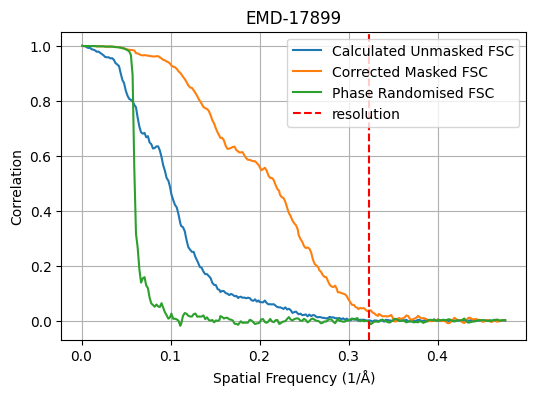 EMD-17899
Calculated Unmasked FSC
Corrected Masked FSC
Phase Randomised FSC
resolution
Correlation
1.0
0.8
0.6
0.4
0.2
0.0
0.0 0.1 0.2 0.3 0.4
Spatial Frequency (1/Å)